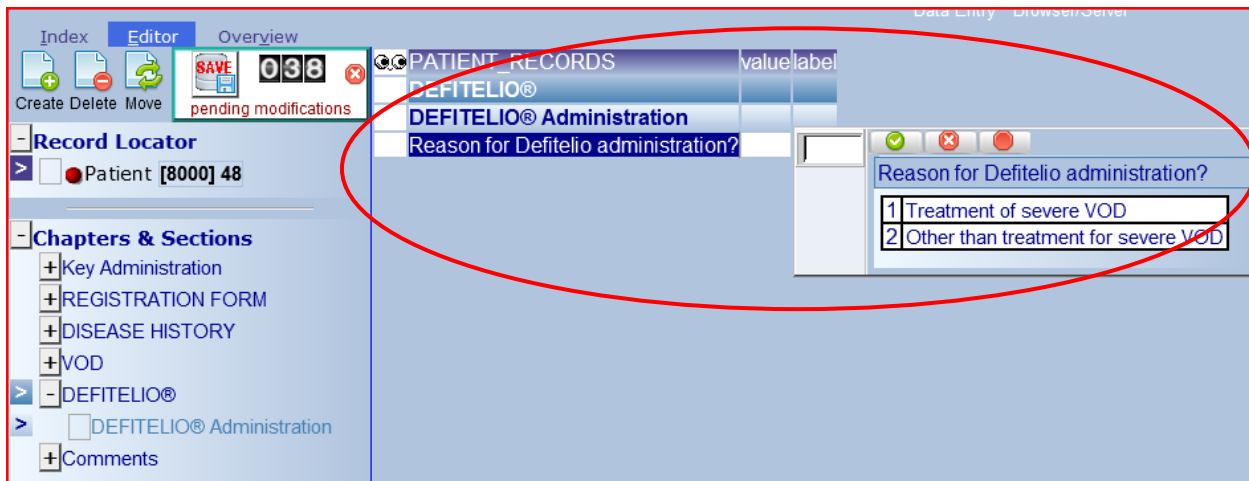 Data Entry Browser/Server
Index Editor Overview
SAVE 038
Create Delete Move pending modifications
PATIENT_RECORDS value label
DEFITELIO®
DEFITELIO® Administration
Reason for Defitelio administration?
Record Locator
Patient [8000] 48
Reason for Defitelio administration?
1 Treatment of severe VOD
2 Other than treatment for severe VOD
Chapters & Sections
Key Administration
REGISTRATION FORM
DISEASE HISTORY
VOD
DEFITELIO®
DEFITELIO® Administration
Comments